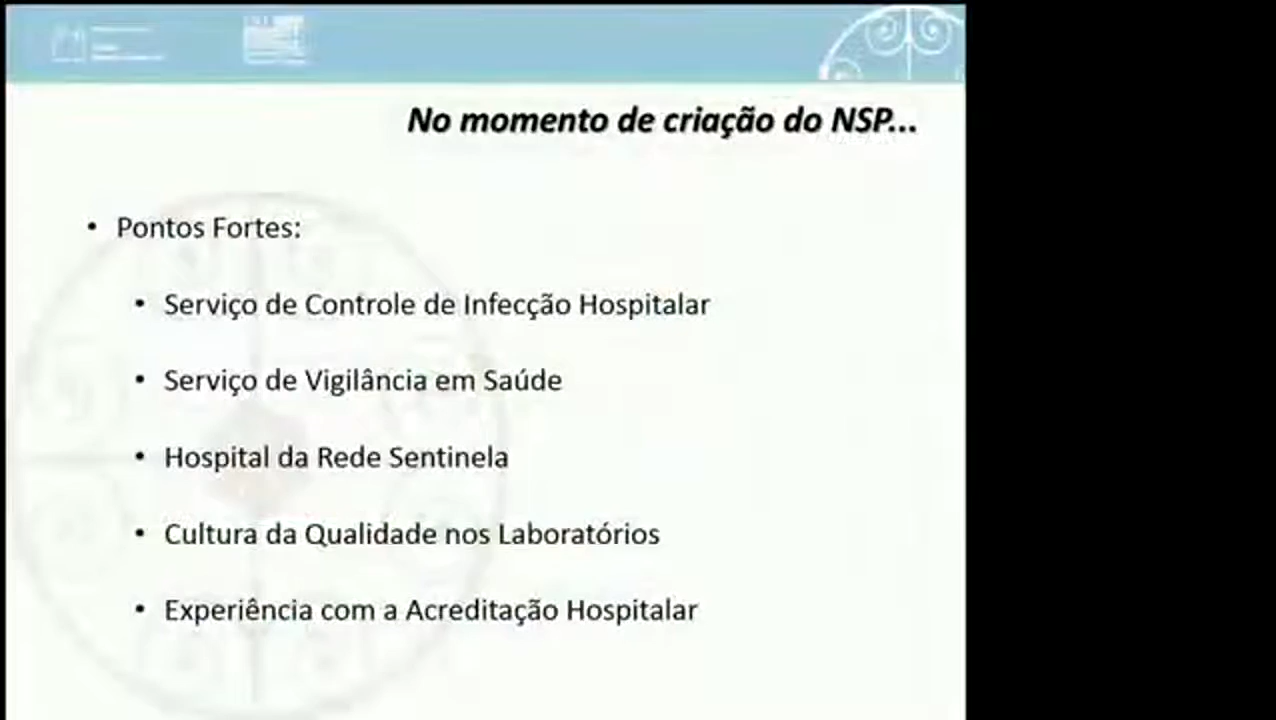 No momento de criação do NSP...
• Pontos Fortes:
• Serviço de Controle de Infecção Hospitalar
• Serviço de Vigilância em Saúde
• Hospital da Rede Sentinela
• Cultura da Qualidade nos Laboratórios
• Experiência com a Acreditação Hospitalar